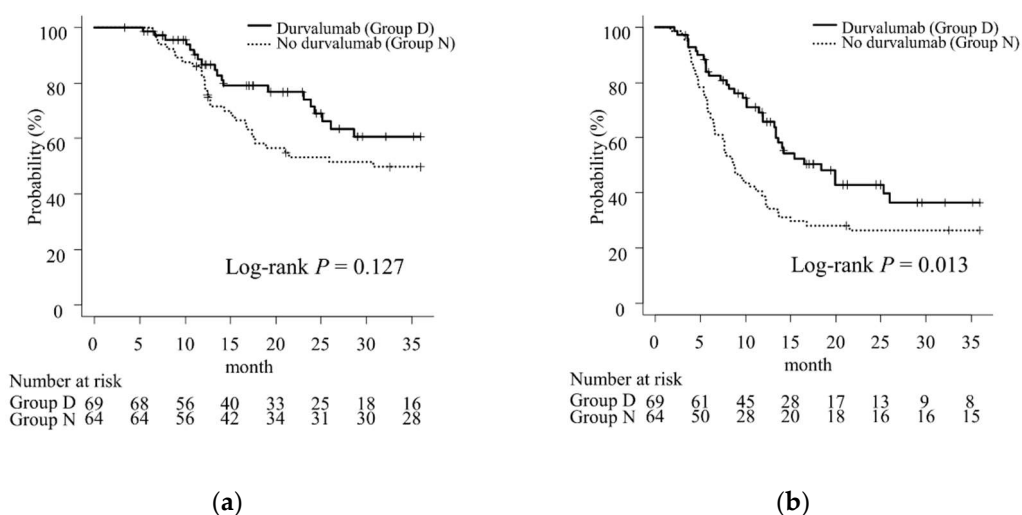 Durvalumab (Group D)
No durvalumab (Group N)
100
80
60
40
20
0
Probability (%)
Log-rank P = 0.127
0 5 10 15 20 25 30 35
month
Number at risk
Group D 69 68 56 40 33 25 18 16
Group N 64 64 56 42 34 31 30 28
(a)
Durvalumab (Group D)
No durvalumab (Group N)
100
80
60
40
20
0
Probability (%)
Log-rank P = 0.013
0 5 10 15 20 25 30 35
month
Number at risk
Group D 69 61 45 28 17 13 9 8
Group N 64 50 28 20 18 16 16 15
(b)